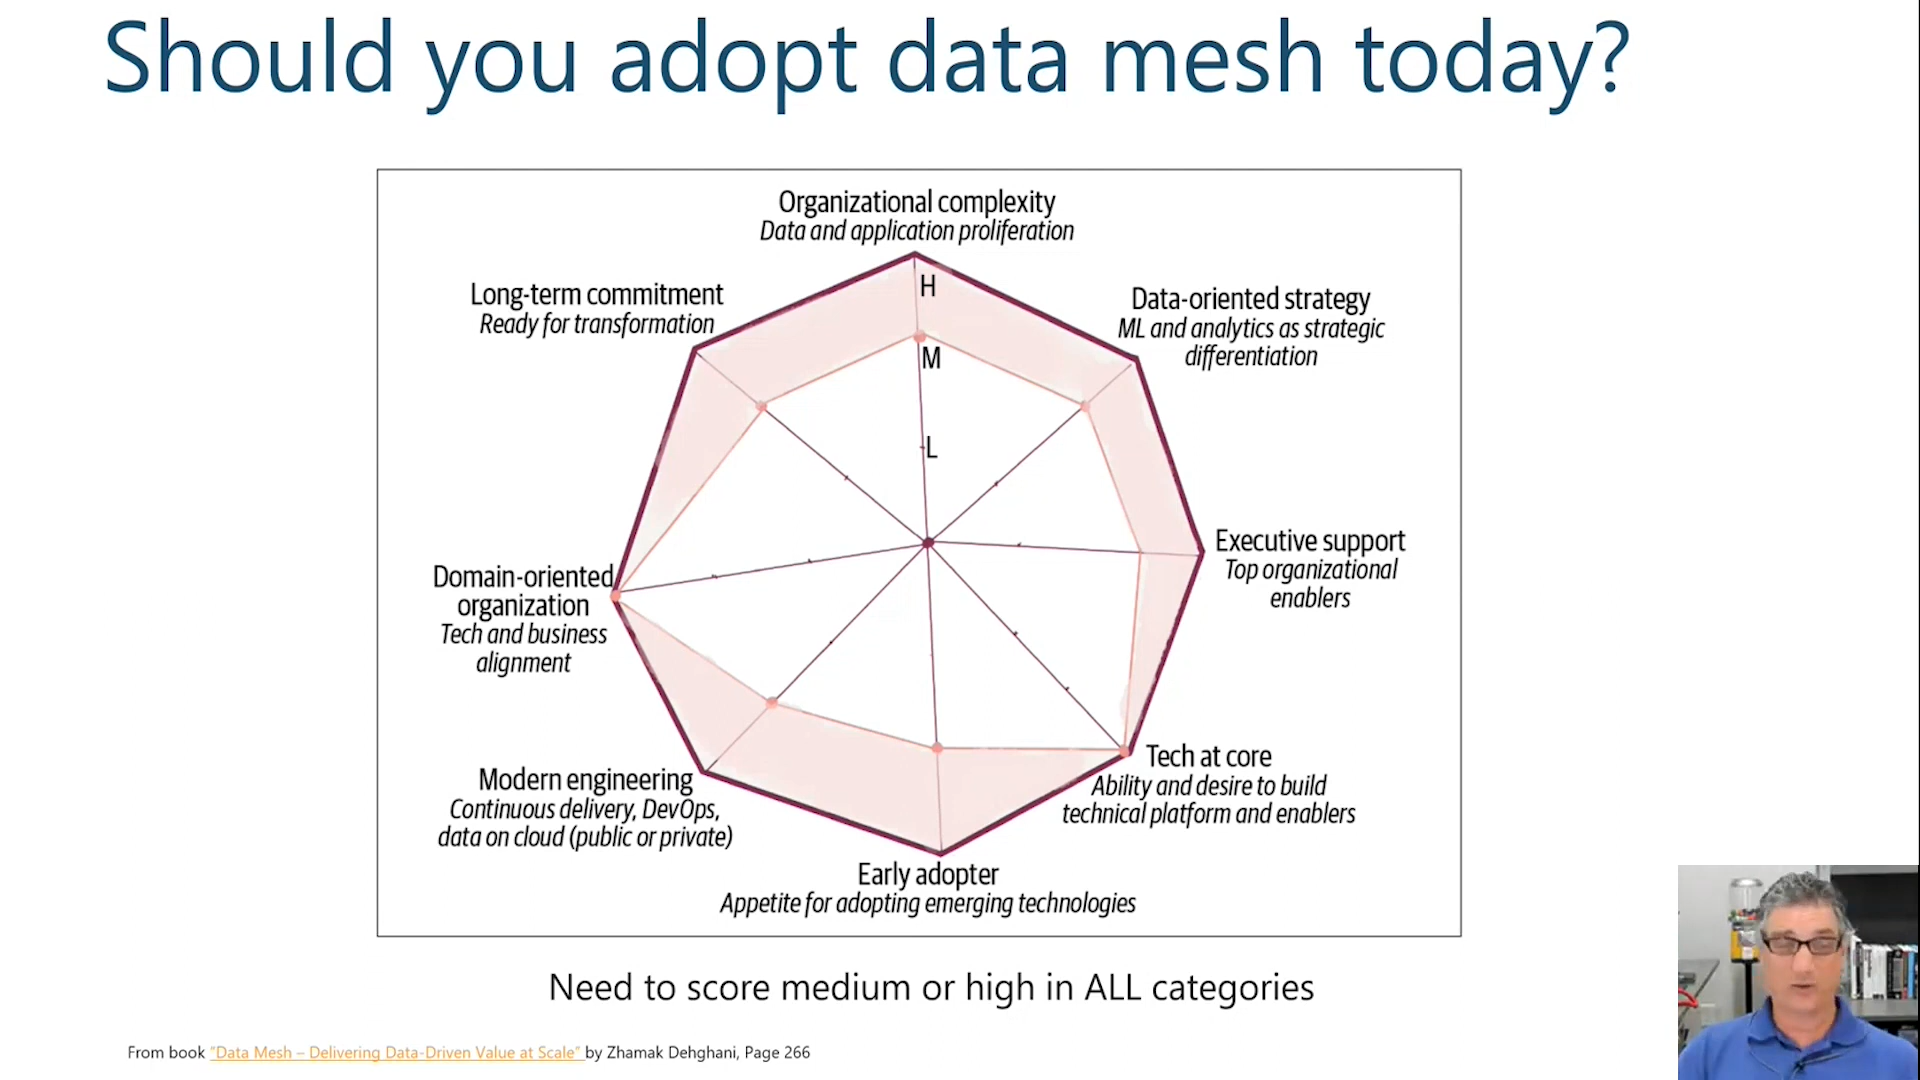 Should you adopt data mesh today?
Organizational complexity
Data and application proliferation
H
M
L
Long-term commitment
Ready for transformation
Data-oriented strategy
ML and analytics as strategic
differentiation
Executive support
Top organizational
enablers
Domain-oriented
organization
Tech and business
alignment
Tech at core
Ability and desire to build
technical platform and enablers
Modern engineering
Continuous delivery, DevOps,
data on cloud (public or private)
Early adopter
Appetite for adopting emerging technologies
Need to score medium or high in ALL categories
From book "Data Mesh – Delivering Data-Driven Value at Scale" by Zhamak Dehghani, Page 266